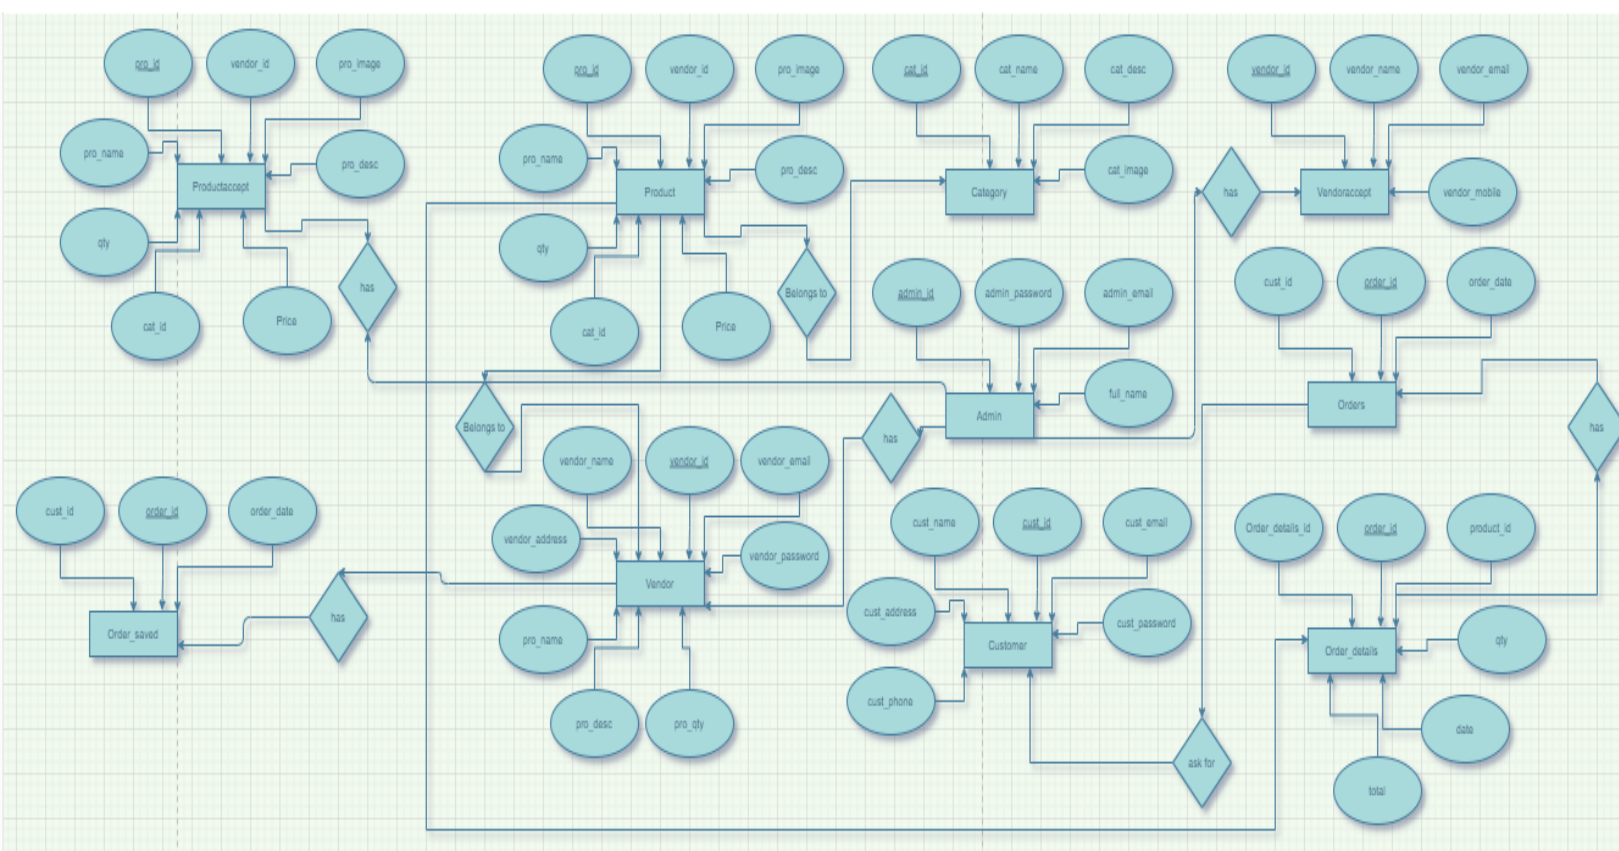 pro_id
vendor_id
pro_image
pro_name
pro_desc
Productaccept
qty
has
cat_id
Price
pro_id
vendor_id
pro_image
pro_name
pro_desc
Product
qty
Belongs to
cat_id
Price
cat_id
cat_name
cat_desc
cat_image
Category
vendor_id
vendor_name
vendor_email
has
Vendoraccept
vendor_mobile
admin_id
admin_password
admin_email
full_name
Admin
cust_id
order_id
order_date
Orders
has
Belongs to
has
vendor_name
vendor_id
vendor_email
vendor_address
vendor_password
Vendor
pro_name
pro_desc
pro_qty
cust_id
order_id
order_date
Order_saved
has
cust_name
cust_id
cust_email
cust_address
cust_password
Customer
cust_phone
ask for
Order_details_id
order_id
product_id
qty
Order_details
date
total